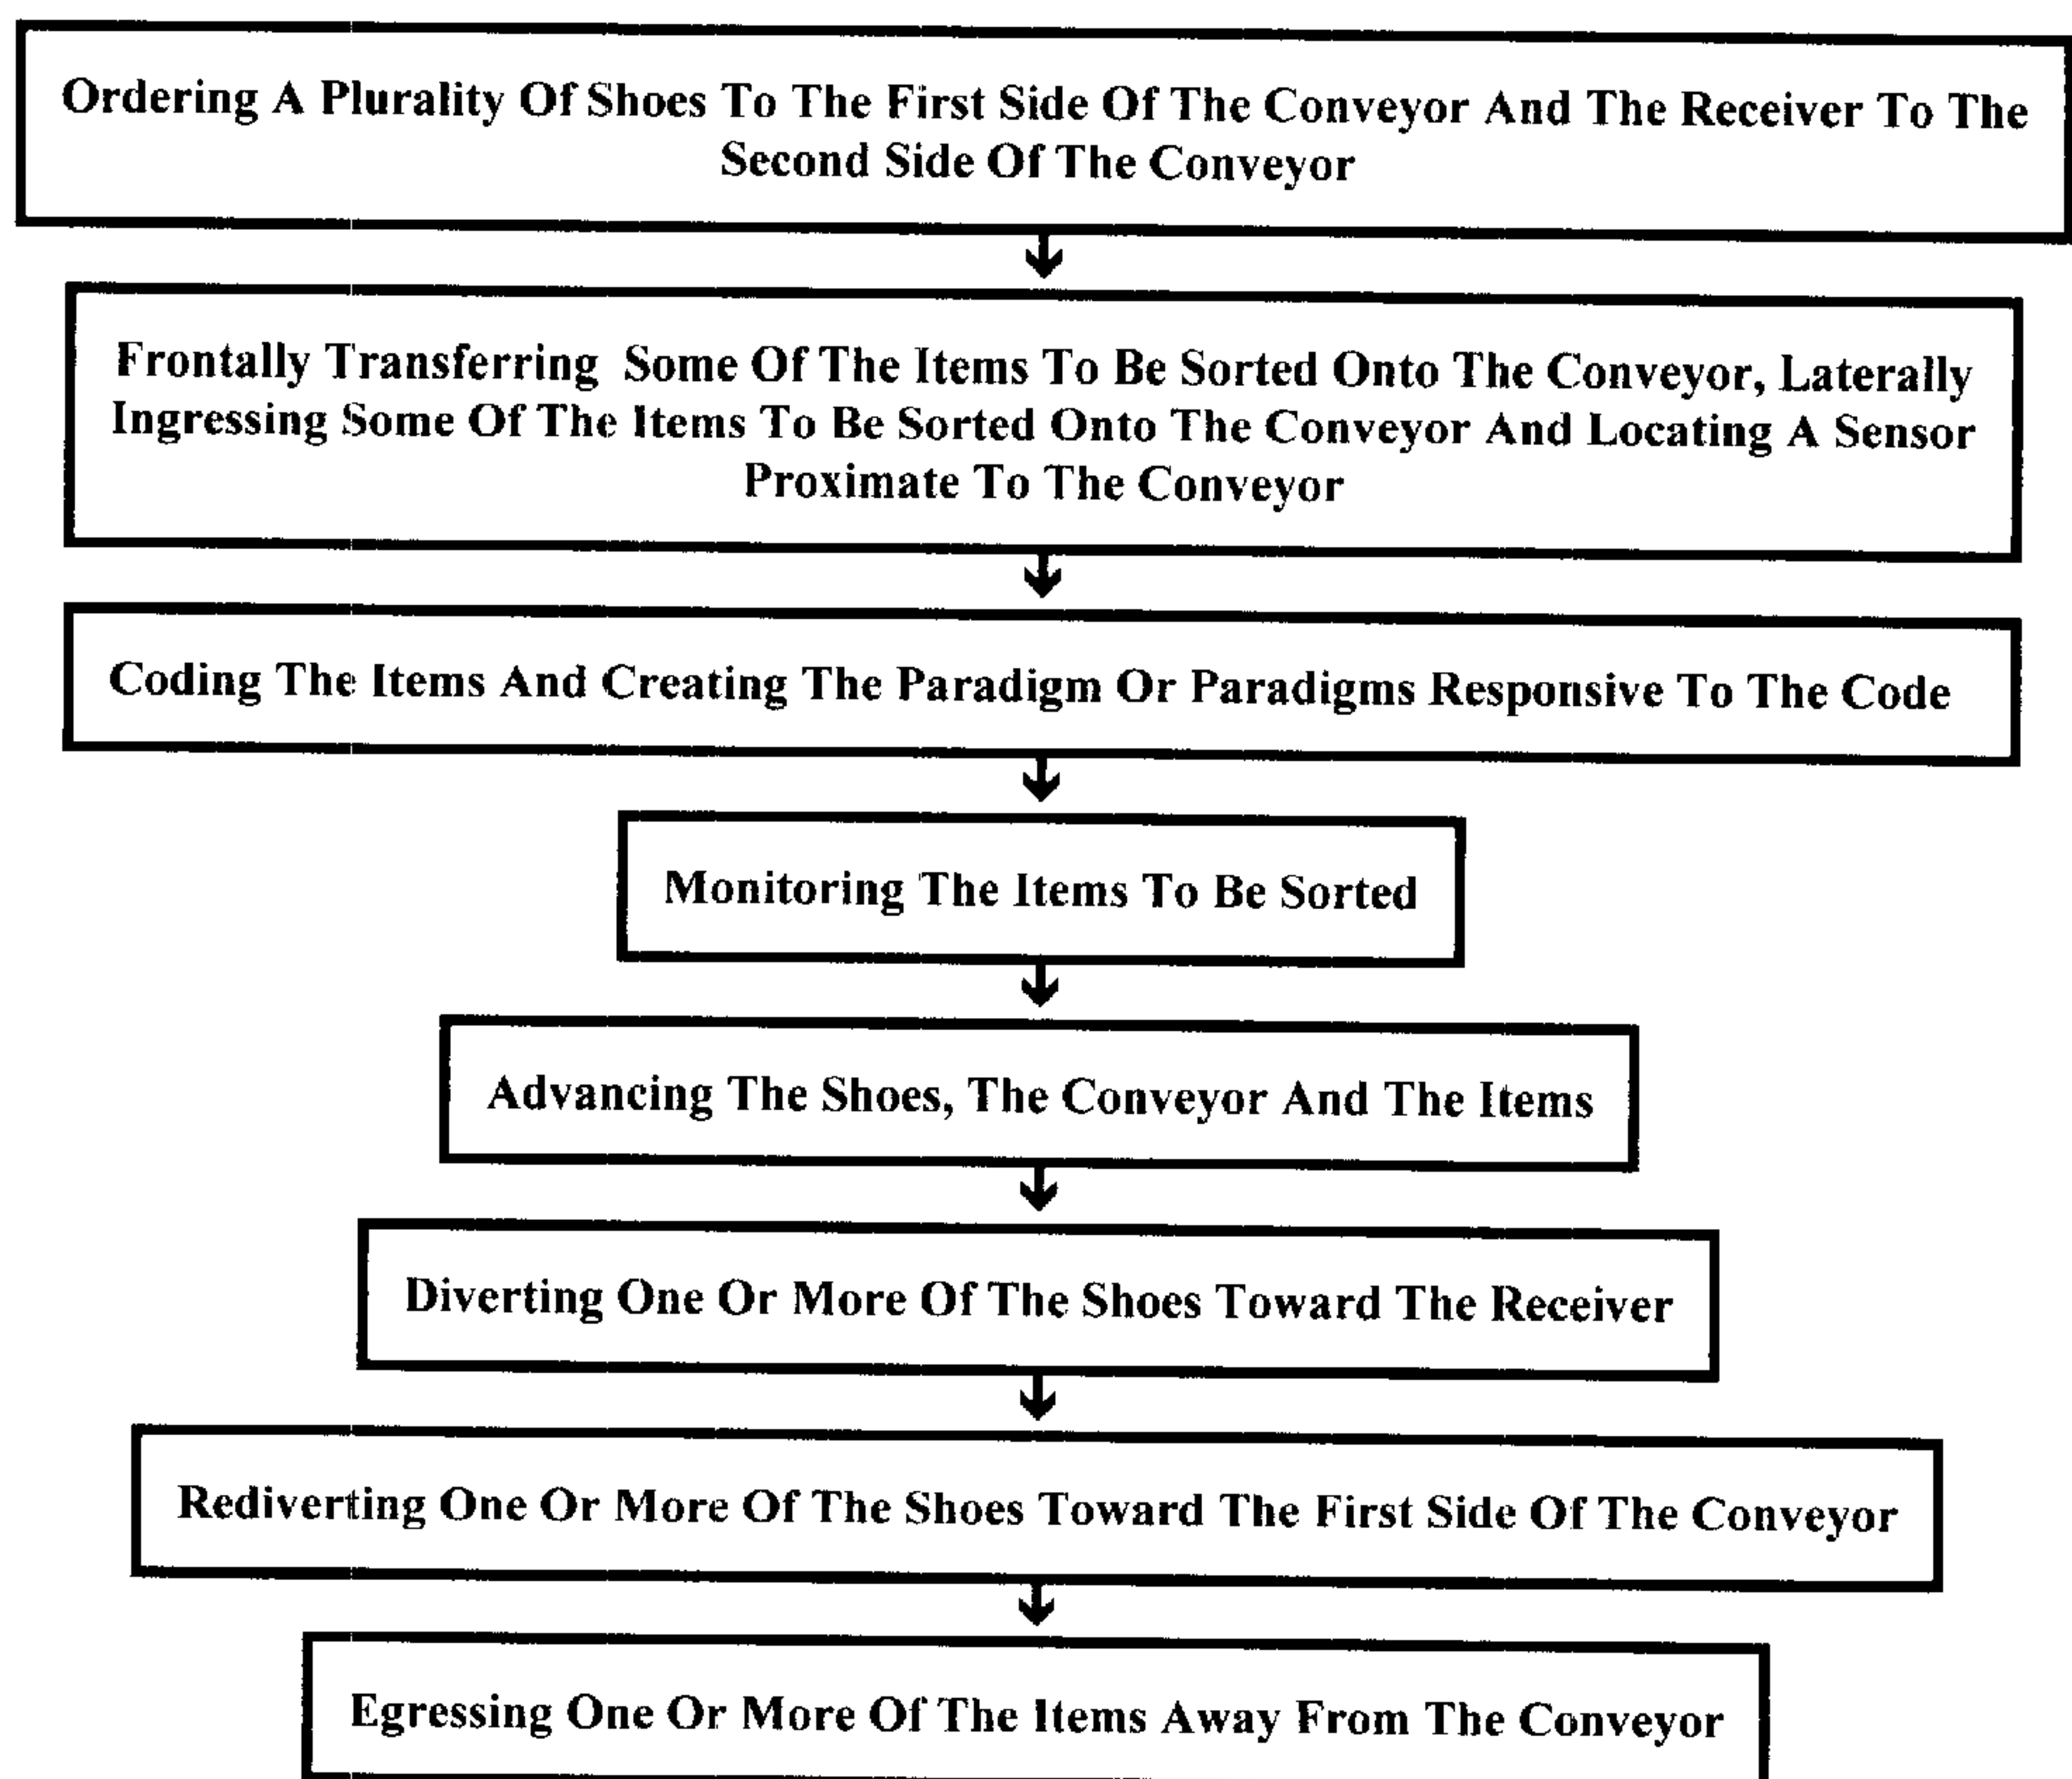 Ordering A Plurality Of Shoes To The First Side Of The Conveyor And The Receiver To The
Second Side Of The Conveyor
Frontally Transferring Some Of The Items To Be Sorted Onto The Conveyor, Laterally
Ingressing Some Of The Items To Be Sorted Onto The Conveyor And Locating A Sensor
Proximate To The Conveyor
Coding The Items And Creating The Paradigm Or Paradigms Responsive To The Code
Monitoring The Items To Be Sorted
Advancing The Shoes, The Conveyor And The Items
Diverting One Or More Of The Shoes Toward The Receiver
Rediverting One Or More Of The Shoes Toward The First Side Of The Conveyor
Egressing One Or More Of The Items Away From The Conveyor